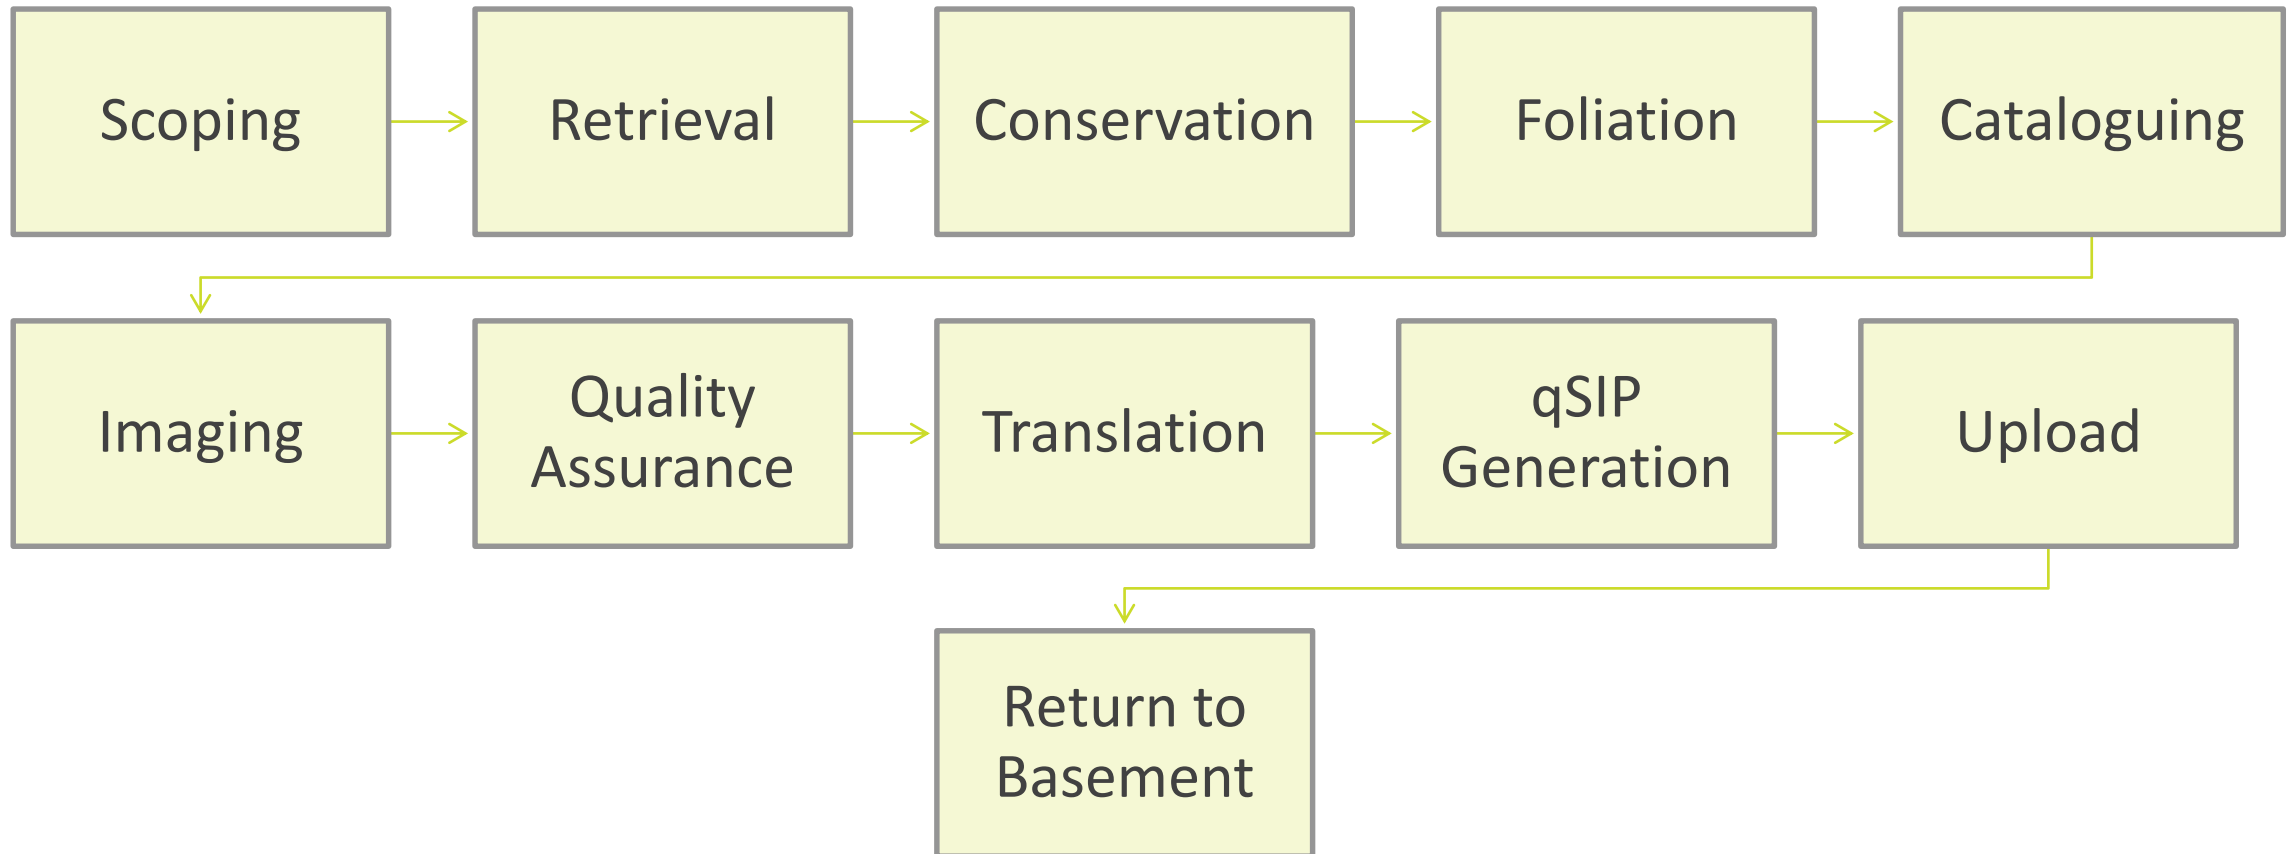 Scoping
Retrieval
Conservation
Foliation
Cataloguing
Imaging
Quality
Assurance
Translation
qSIP
Generation
Upload
Return to
Basement